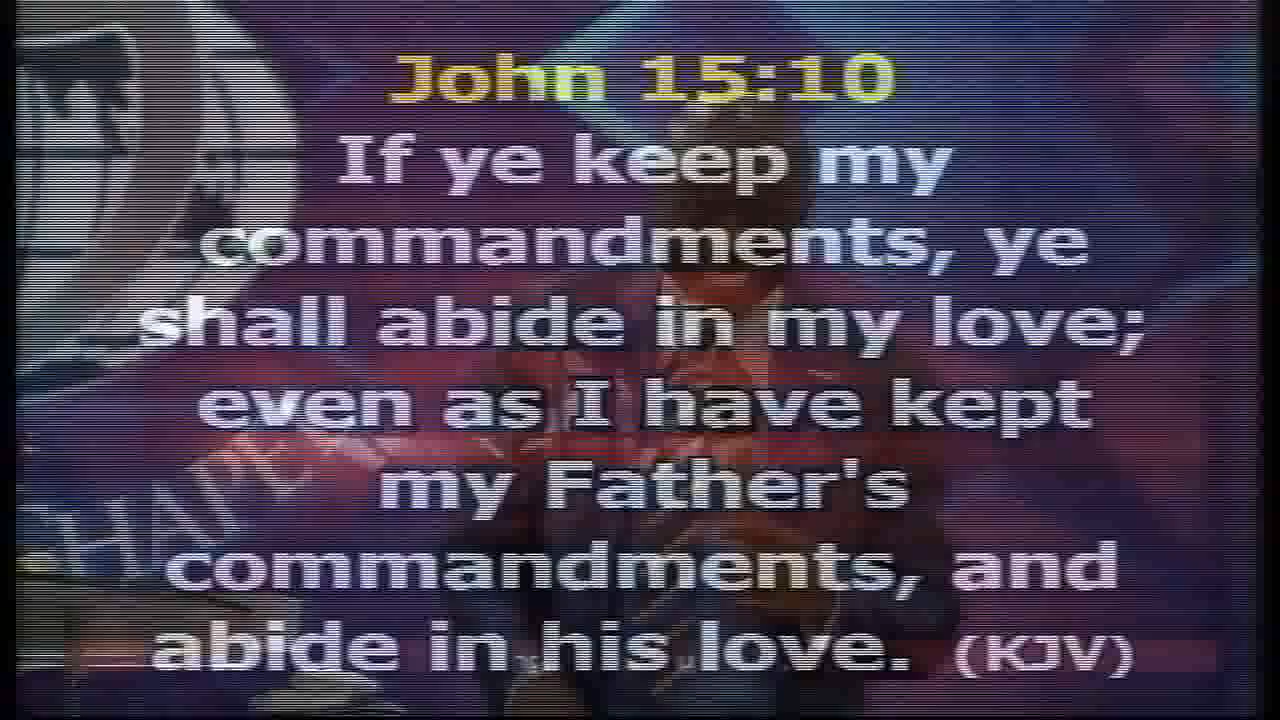 John 15:10
If ye keep my
commandments, ye
shall abide in my love;
even as I have kept
my Father's
commandments, and
abide in his love. (KJV)
HAPE